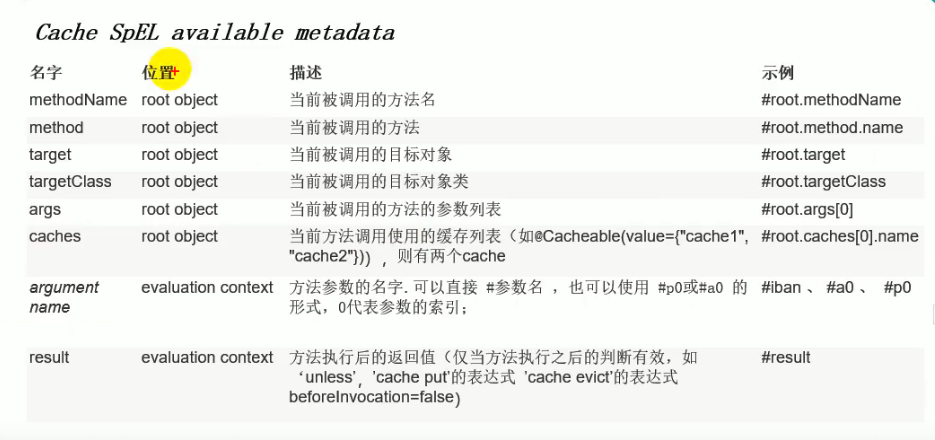 Cache SpEL available metadata
名字 位置 描述 示例
methodName root object 当前被调用的方法名 #root.methodName
method root object 当前被调用的方法 #root.method.name
target root object 当前被调用的目标对象 #root.target
targetClass root object 当前被调用的目标对象类 #root.targetClass
args root object 当前被调用的方法的参数列表 #root.args[0]
caches root object 当前方法调用使用的缓存列表（如@Cacheable(value={"cache1", #root.caches[0].name
"cache2"})）, 则有两个cache
argument evaluation context 方法参数的名字. 可以直接 #参数名 ，也可以使用 #p0或#a0 的 #iban 、 #a0 、 #p0
name 形式，0代表参数的索引；
result evaluation context 方法执行后的返回值（仅当方法执行之后的判断有效，如 #result
‘unless’，'cache put'的表达式 'cache evict'的表达式
beforeInvocation=false）